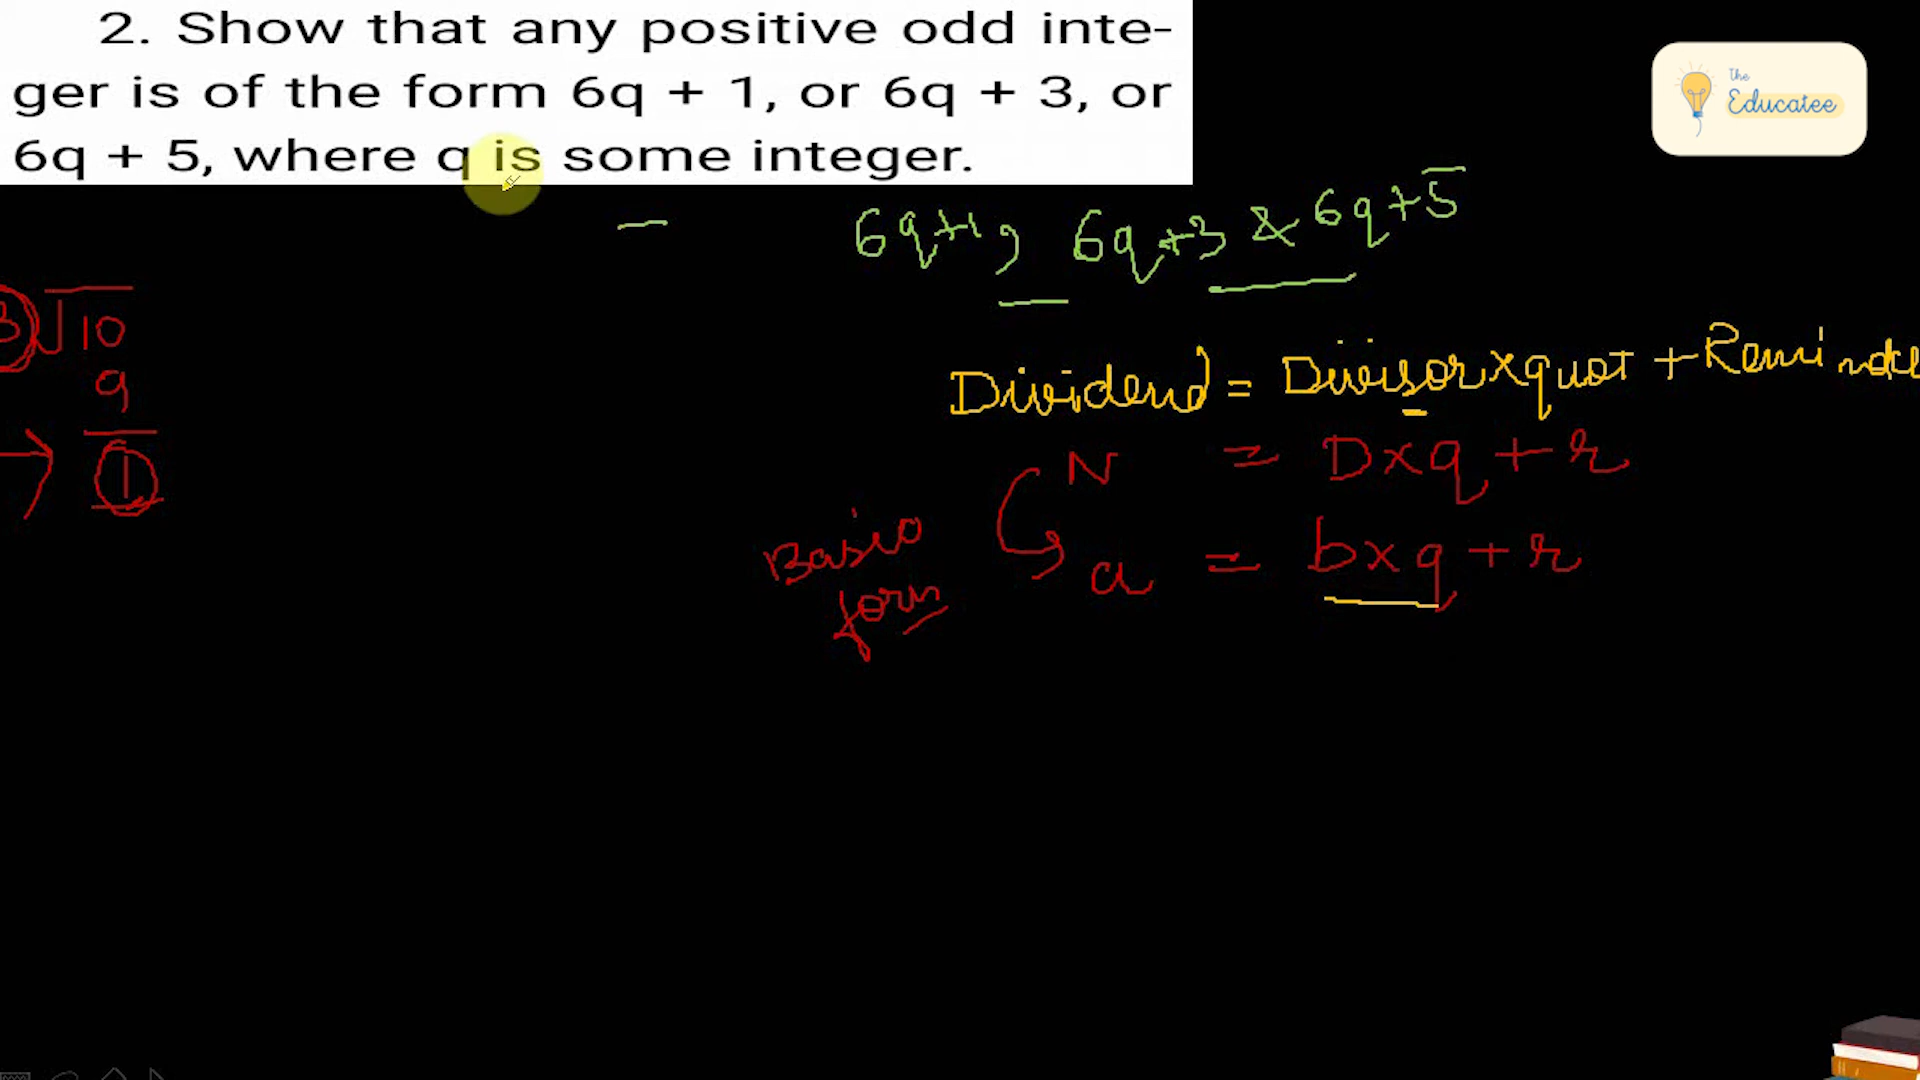 2. Show that any positive odd inte-
ger is of the form 6q + 1, or 6q + 3, or
6q + 5, where q is some integer.
The
Educatee
6q+1, 6q+3 & 6q+5
3√10
9
1
Dividend = Divisor×quot + Reminde
N = D×q + r
Basic
form
a = b×q + r